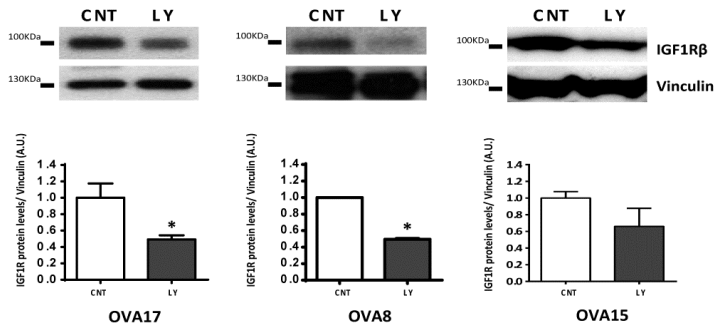 CNT LY CNT LY CNT LY
100KDa 100KDa 100KDa IGF1Rβ
130KDa 130KDa 130KDa Vinculin
IGF1R protein levels/ Vinculin (A.U.)
1.4
1.2
1.0
0.8
0.6
0.4
0.2
0.0
*
CNT LY
OVA17
IGF1R protein levels/ Vinculin (A.U.)
1.4
1.2
1.0
0.8
0.6
0.4
0.2
0.0
*
CNT LY
OVA8
IGF1R protein levels/ Vinculin (A.U.)
1.4
1.2
1.0
0.8
0.6
0.4
0.2
0.0
CNT LY
OVA15